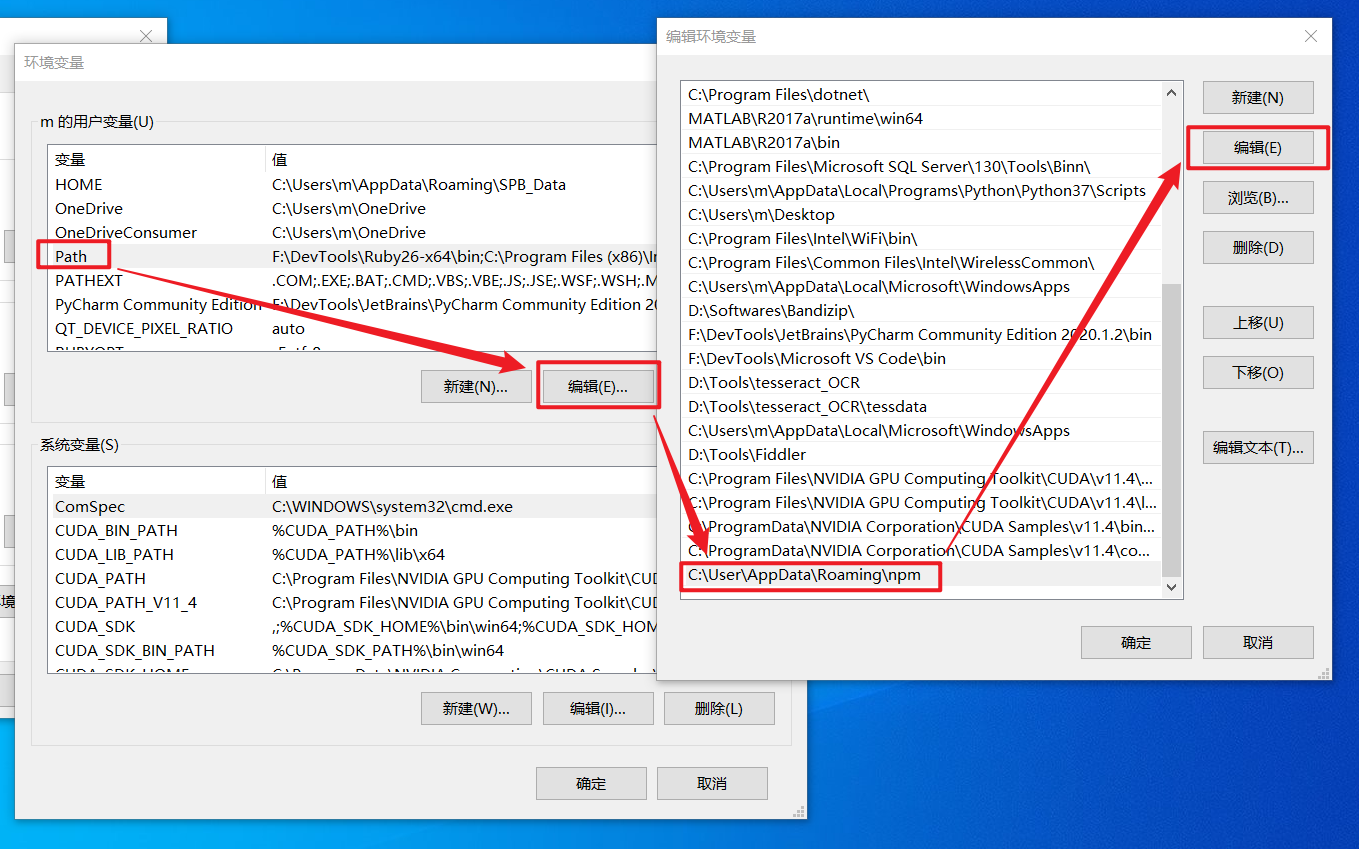 环境变量
m 的用户变量(U)
变量 值
HOME C:\Users\m\AppData\Roaming\SPB_Data
OneDrive C:\Users\m\OneDrive
OneDriveConsumer C:\Users\m\OneDrive
Path F:\DevTools\Ruby26-x64\bin;C:\Program Files (x86)\In
PATHEXT .COM;.EXE;.BAT;.CMD;.VBS;.VBE;.JS;.JSE;.WSF;.WSH;.M
PyCharm Community Edition F:\DevTools\JetBrains\PyCharm Community Edition 20
QT_DEVICE_PIXEL_RATIO auto
新建(N)... 编辑(E)...
系统变量(S)
变量 值
ComSpec C:\WINDOWS\system32\cmd.exe
CUDA_BIN_PATH %CUDA_PATH%\bin
CUDA_LIB_PATH %CUDA_PATH%\lib\x64
CUDA_PATH C:\Program Files\NVIDIA GPU Computing Toolkit\CUD
CUDA_PATH_V11_4 C:\Program Files\NVIDIA GPU Computing Toolkit\CUD
CUDA_SDK ,;%CUDA_SDK_HOME%\bin\win64;%CUDA_SDK_HOM
CUDA_SDK_BIN_PATH %CUDA_SDK_PATH%\bin\win64
新建(W)... 编辑(I)... 删除(L)
确定 取消
编辑环境变量
C:\Program Files\dotnet\
MATLAB\R2017a\runtime\win64
MATLAB\R2017a\bin
C:\Program Files\Microsoft SQL Server\130\Tools\Binn\
C:\Users\m\AppData\Local\Programs\Python\Python37\Scripts
C:\Users\m\Desktop
C:\Program Files\Intel\WiFi\bin\
C:\Program Files\Common Files\Intel\WirelessCommon\
C:\Users\m\AppData\Local\Microsoft\WindowsApps
D:\Softwares\Bandizip\
F:\DevTools\JetBrains\PyCharm Community Edition 2020.1.2\bin
F:\DevTools\Microsoft VS Code\bin
D:\Tools\tesseract_OCR
D:\Tools\tesseract_OCR\tessdata
C:\Users\m\AppData\Local\Microsoft\WindowsApps
D:\Tools\Fiddler
C:\Program Files\NVIDIA GPU Computing Toolkit\CUDA\v11.4\...
C:\Program Files\NVIDIA GPU Computing Toolkit\CUDA\v11.4\l...
C:\ProgramData\NVIDIA Corporation\CUDA Samples\v11.4\bin...
C:\ProgramData\NVIDIA Corporation\CUDA Samples\v11.4\co...
C:\User\AppData\Roaming\npm
新建(N)
编辑(E)
浏览(B)...
删除(D)
上移(U)
下移(O)
编辑文本(T)...
确定 取消